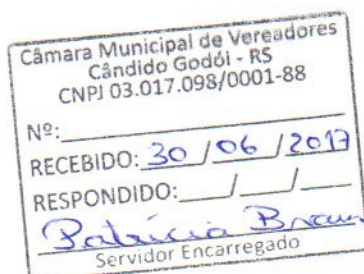 Câmara Municipal de Vereadores
Cândido Godói - RS
CNPJ 03.017.098/0001-88
Nº:
RECEBIDO: 30 / 06 / 2017
RESPONDIDO: / /
Patrícia Braun
Servidor Encarregado